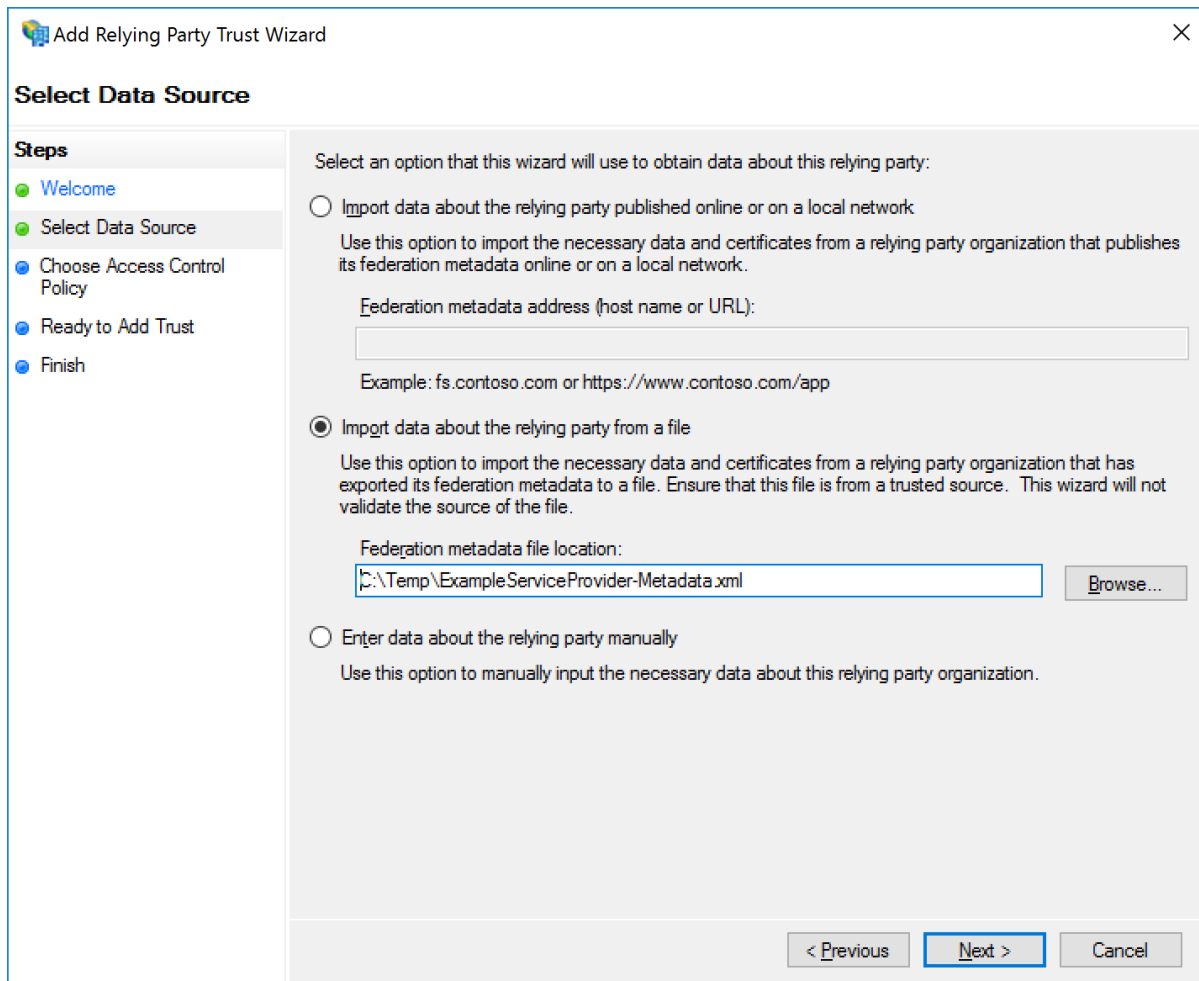 Add Relying Party Trust Wizard
Select Data Source
Steps
Welcome
Select Data Source
Choose Access Control
Policy
Ready to Add Trust
Finish
Select an option that this wizard will use to obtain data about this relying party:
Import data about the relying party published online or on a local network
Use this option to import the necessary data and certificates from a relying party organization that publishes
its federation metadata online or on a local network.
Federation metadata address (host name or URL):
Example: fs.contoso.com or https://www.contoso.com/app
Import data about the relying party from a file
Use this option to import the necessary data and certificates from a relying party organization that has
exported its federation metadata to a file. Ensure that this file is from a trusted source.  This wizard will not
validate the source of the file.
Federation metadata file location:
C:\Temp\ExampleServiceProvider-Metadata.xml
Browse...
Enter data about the relying party manually
Use this option to manually input the necessary data about this relying party organization.
< Previous
Next >
Cancel